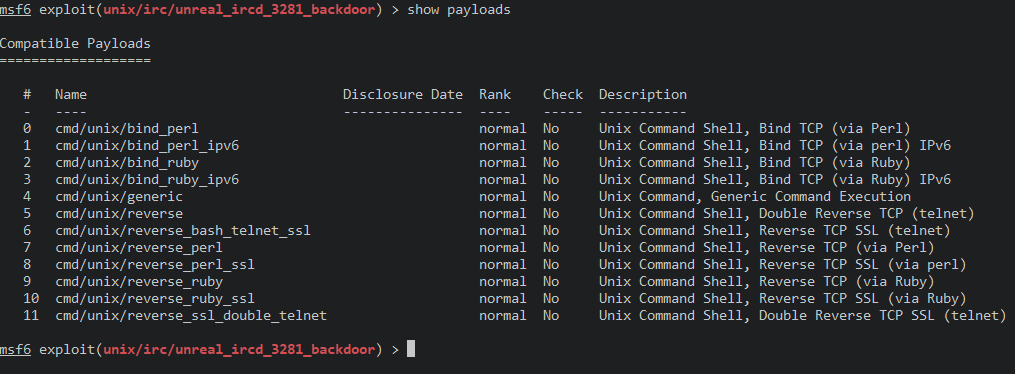 msf6 exploit(unix/irc/unreal_ircd_3281_backdoor) > show payloads
Compatible Payloads
===================
# Name Disclosure Date Rank Check Description
- ---- --------------- ---- ----- -----------
0 cmd/unix/bind_perl normal No Unix Command Shell, Bind TCP (via Perl)
1 cmd/unix/bind_perl_ipv6 normal No Unix Command Shell, Bind TCP (via perl) IPv6
2 cmd/unix/bind_ruby normal No Unix Command Shell, Bind TCP (via Ruby)
3 cmd/unix/bind_ruby_ipv6 normal No Unix Command Shell, Bind TCP (via Ruby) IPv6
4 cmd/unix/generic normal No Unix Command, Generic Command Execution
5 cmd/unix/reverse normal No Unix Command Shell, Double Reverse TCP (telnet)
6 cmd/unix/reverse_bash_telnet_ssl normal No Unix Command Shell, Reverse TCP SSL (telnet)
7 cmd/unix/reverse_perl normal No Unix Command Shell, Reverse TCP (via Perl)
8 cmd/unix/reverse_perl_ssl normal No Unix Command Shell, Reverse TCP SSL (via perl)
9 cmd/unix/reverse_ruby normal No Unix Command Shell, Reverse TCP (via Ruby)
10 cmd/unix/reverse_ruby_ssl normal No Unix Command Shell, Reverse TCP SSL (via Ruby)
11 cmd/unix/reverse_ssl_double_telnet normal No Unix Command Shell, Double Reverse TCP SSL (telnet)
msf6 exploit(unix/irc/unreal_ircd_3281_backdoor) >